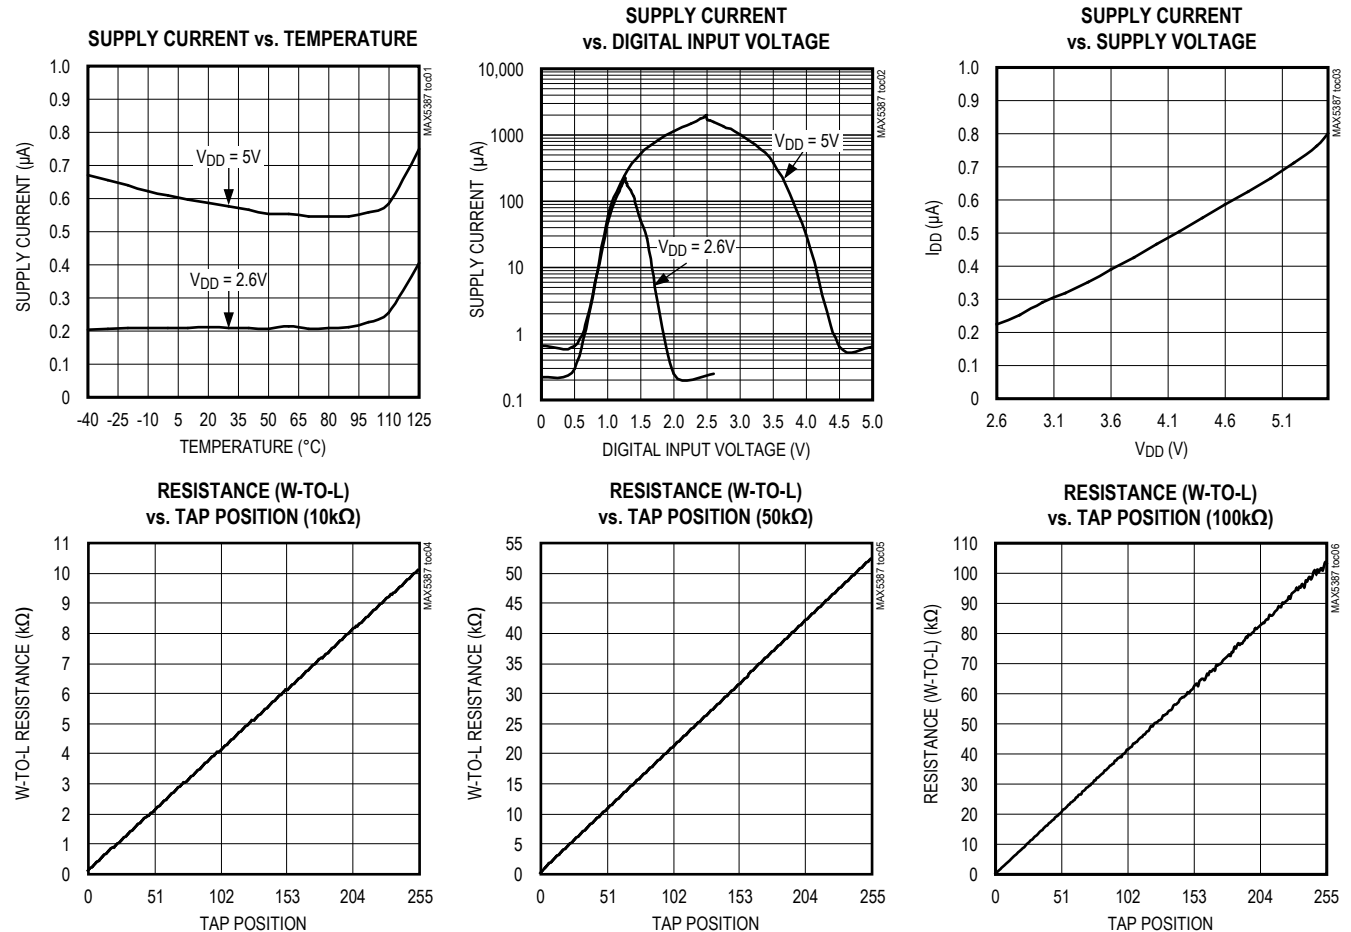 SUPPLY CURRENT vs. TEMPERATURE
1.0
0.9
0.8
0.7
0.6
0.5
0.4
0.3
0.2
0.1
0
SUPPLY CURRENT (µA)
VDD = 5V
VDD = 2.6V
MAX5387 toc01
-40 -25 -10 5 20 35 45 50 65 80 95 110 125
TEMPERATURE (°C)
SUPPLY CURRENT
vs. DIGITAL INPUT VOLTAGE
10,000
1000
100
10
1
0.1
SUPPLY CURRENT (µA)
VDD = 5V
VDD = 2.6V
MAX5387 toc02
0 0.5 1.0 1.5 2.0 2.5 3.0 3.5 4.0 4.5 5.0
DIGITAL INPUT VOLTAGE (V)
SUPPLY CURRENT
vs. SUPPLY VOLTAGE
1.0
0.9
0.8
0.7
0.6
0.5
0.4
0.3
0.2
0.1
0
IDD (µA)
MAX5387 toc03
2.6 3.1 3.6 4.1 4.6 5.1
VDD (V)
RESISTANCE (W-TO-L)
vs. TAP POSITION (10kΩ)
11
10
9
8
7
6
5
4
3
2
1
0
W-TO-L RESISTANCE (kΩ)
MAX5387 toc04
0 51 102 153 204 255
TAP POSITION
RESISTANCE (W-TO-L)
vs. TAP POSITION (50kΩ)
55
50
45
40
35
30
25
20
15
10
5
0
W-TO-L RESISTANCE (kΩ)
MAX5387 toc05
0 51 102 153 204 255
TAP POSITION
RESISTANCE (W-TO-L)
vs. TAP POSITION (100kΩ)
110
100
90
80
70
60
50
40
30
20
10
0
RESISTANCE (W-TO-L) (kΩ)
MAX5387 toc06
0 51 102 153 204 255
TAP POSITION